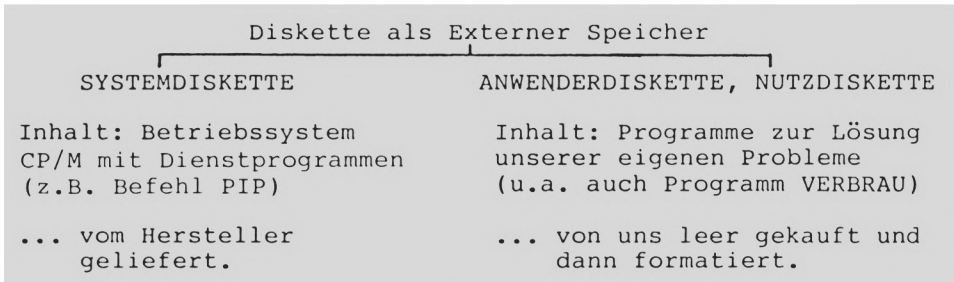 Diskette als Externer Speicher
SYSTEMDISKETTE
Inhalt: Betriebssystem
CP/M mit Dienstprogrammen
(z.B. Befehl PIP)
... vom Hersteller
geliefert.
ANWENDERDISKETTE, NUTZDISKETTE
Inhalt: Programme zur Lösung
unserer eigenen Probleme
(u.a. auch Programm VERBRAU)
... von uns leer gekauft und
dann formatiert.